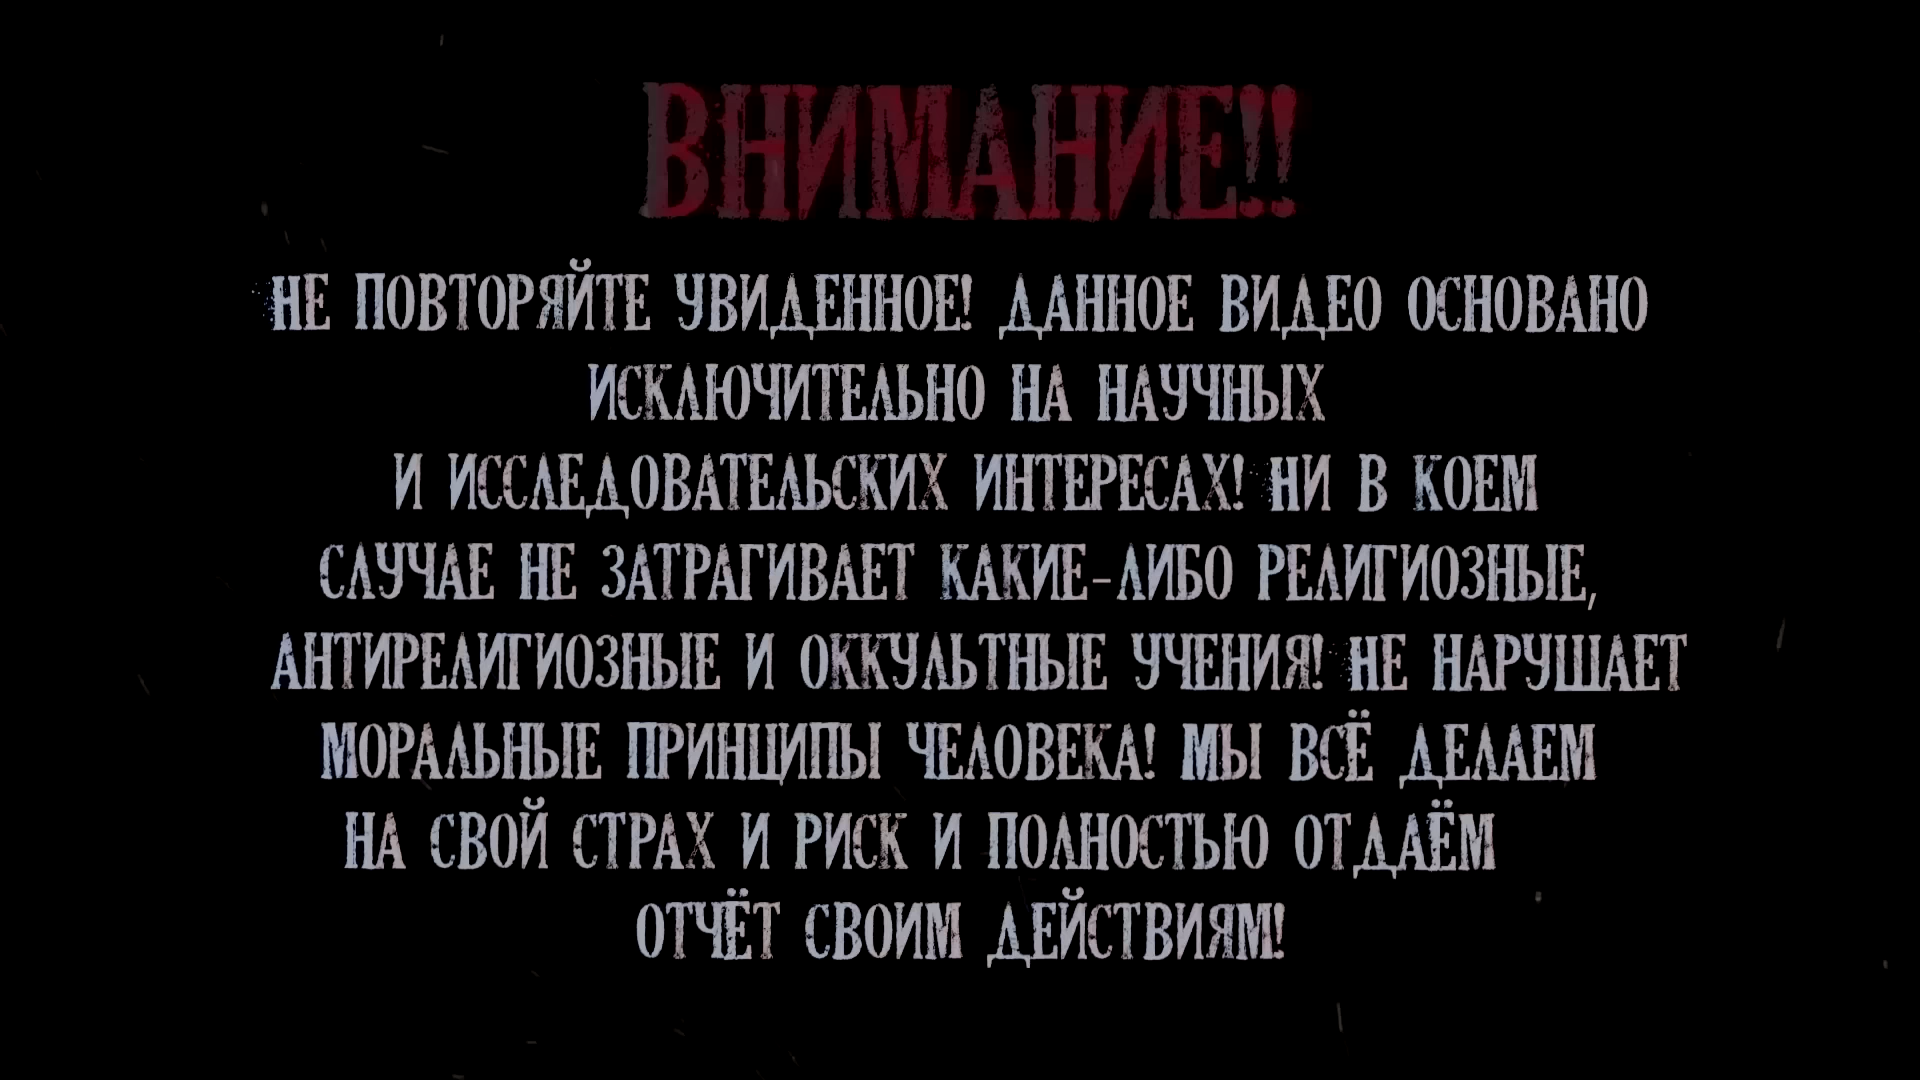 ВНИМАНИЕ!!
НЕ ПОВТОРЯЙТЕ УВИДЕННОЕ! ДАННОЕ ВИДЕО ОСНОВАНО
ИСКЛЮЧИТЕЛЬНО НА НАУЧНЫХ
И ИССЛЕДОВАТЕЛЬСКИХ ИНТЕРЕСАХ! НИ В КОЕМ
СЛУЧАЕ НЕ ЗАТРАГИВАЕТ КАКИЕ-ЛИБО РЕЛИГИОЗНЫЕ,
АНТИРЕЛИГИОЗНЫЕ И ОККУЛЬТНЫЕ УЧЕНИЯ! НЕ НАРУШАЕТ
МОРАЛЬНЫЕ ПРИНЦИПЫ ЧЕЛОВЕКА! МЫ ВСЁ ДЕЛАЕМ
НА СВОЙ СТРАХ И РИСК И ПОЛНОСТЬЮ ОТДАЁМ
ОТЧЁТ СВОИМ ДЕЙСТВИЯМ!